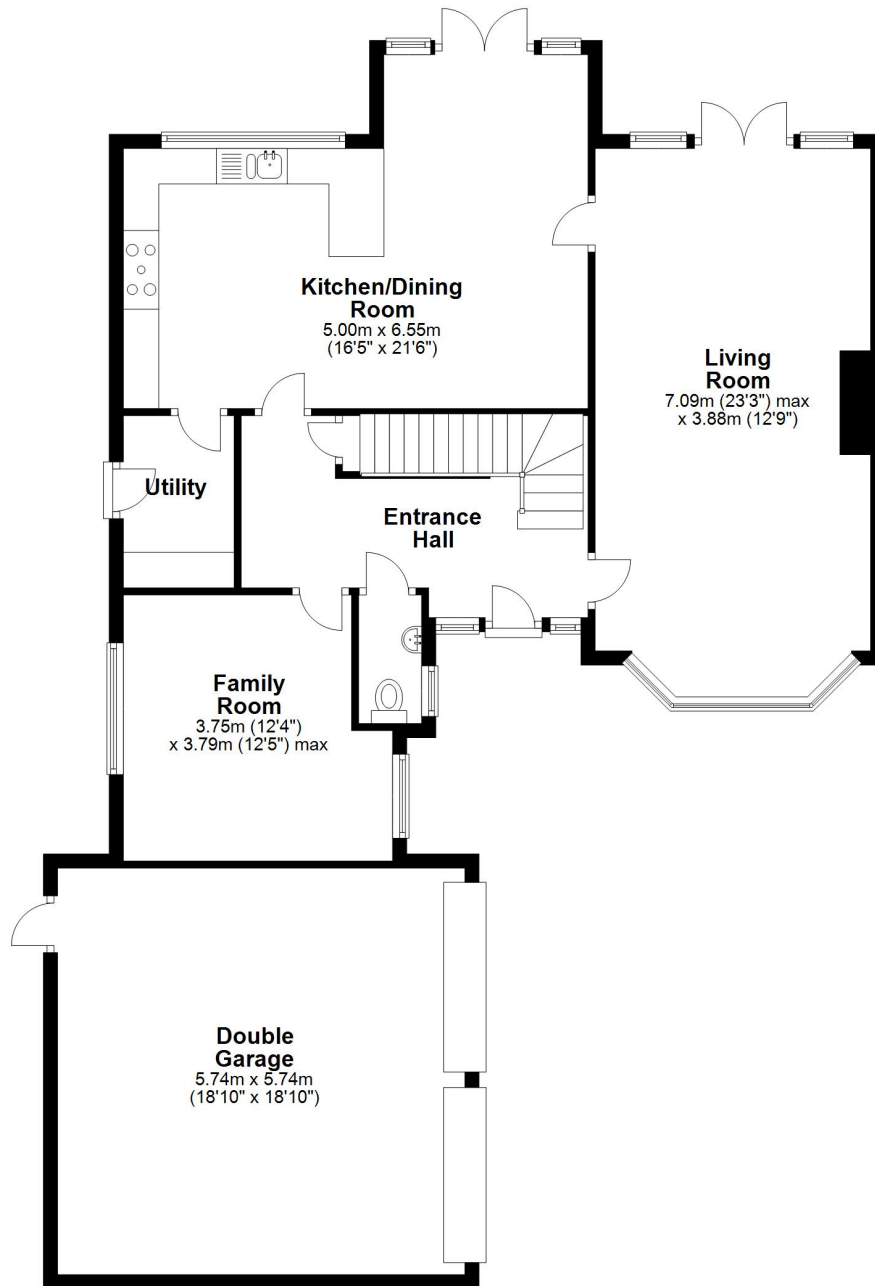 Kitchen/Dining
Room
5.00m x 6.55m
(16'5" x 21'6")
Living
Room
7.09m (23'3") max
x 3.88m (12'9")
Utility
Entrance
Hall
Family
Room
3.75m (12'4")
x 3.79m (12'5") max
Double
Garage
5.74m x 5.74m
(18'10" x 18'10")